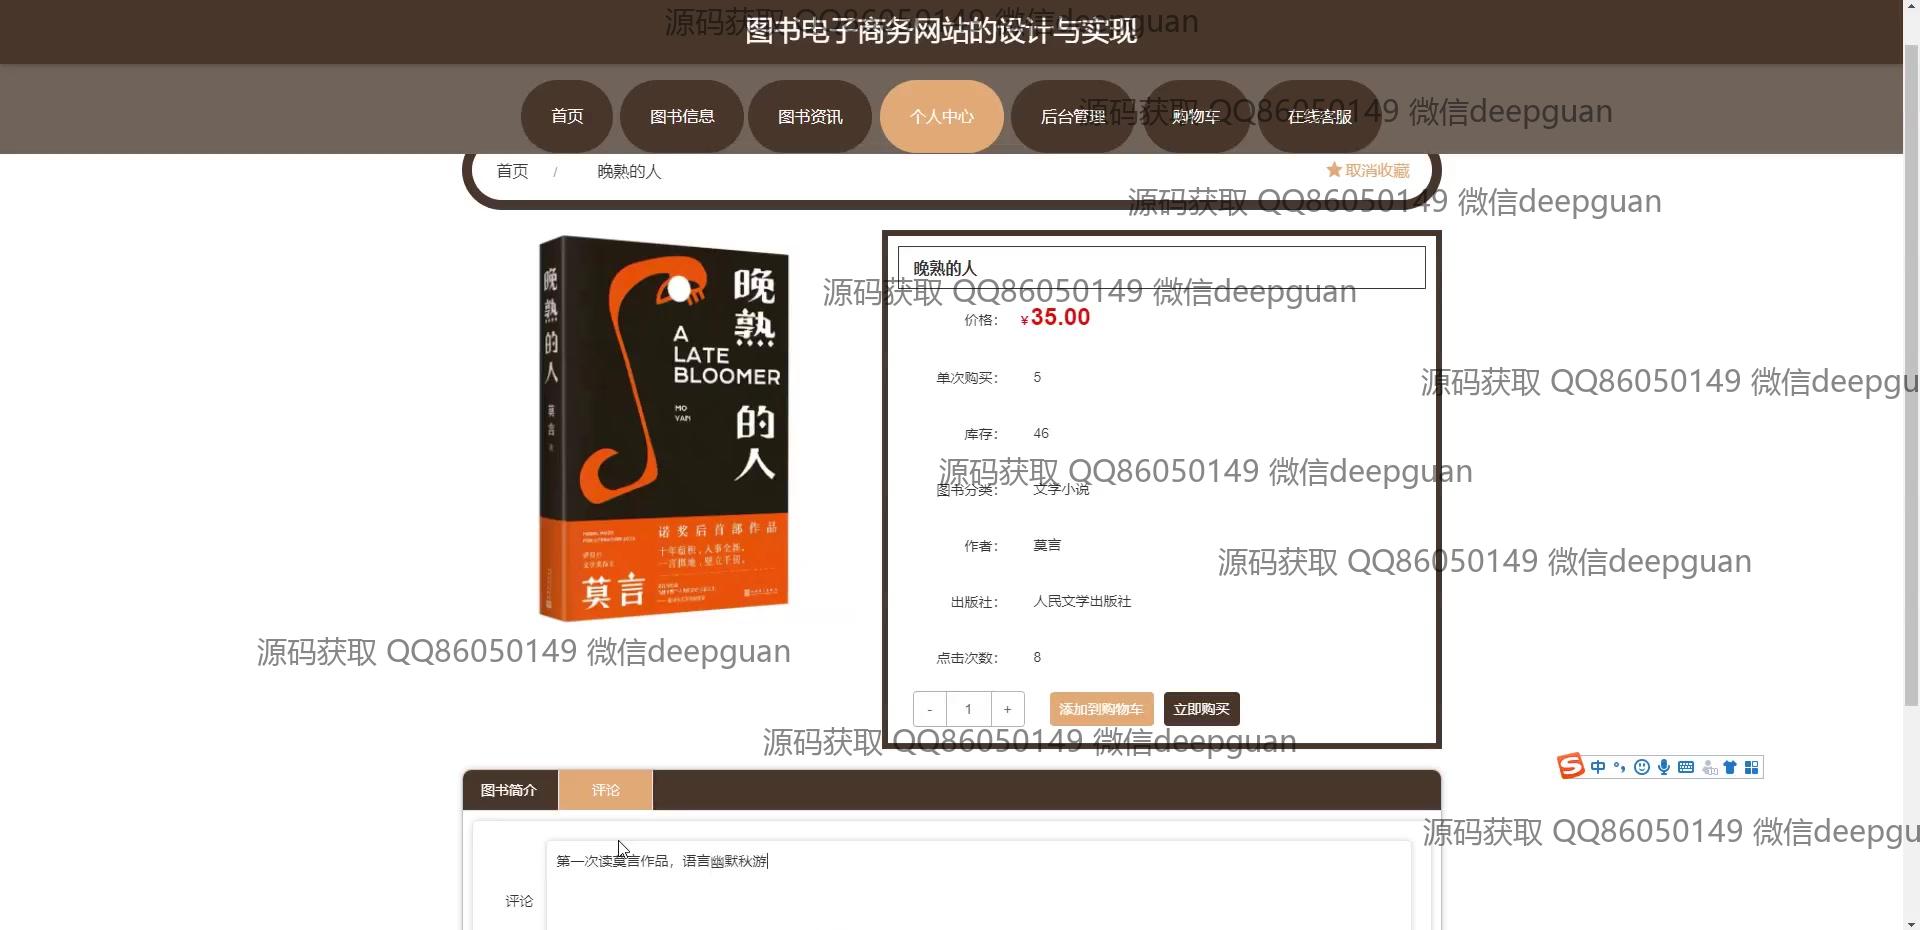 源码获取 QQ86050149 微信deepguan
图书电子商务网站的设计与实现
首页
图书信息
图书资讯
个人中心
后台管理
购物车
在线客服
源码获取 QQ86050149 微信deepguan
首页 / 晚熟的人
取消收藏
源码获取 QQ86050149 微信deepguan
晚熟的人
莫言
晚熟
的人
A
LATE
BLOOMER
MO
YAN
诺奖后首部作品
十年蓄积,人事全新。
一言掷地,壁立千仞。
莫言
晚熟的人
源码获取 QQ86050149 微信deepguan
价格: ¥35.00
单次购买: 5
源码获取 QQ86050149 微信deepgu
库存: 46
源码获取 QQ86050149 微信deepguan
图书分类: 文学小说
作者: 莫言
源码获取 QQ86050149 微信deepguan
出版社: 人民文学出版社
源码获取 QQ86050149 微信deepguan
点击次数: 8
- 1 +
添加到购物车
立即购买
源码获取 QQ86050149 微信deepguan
中
图书简介
评论
源码获取 QQ86050149 微信deepgu
第一次读莫言作品，语言幽默秋游
评论